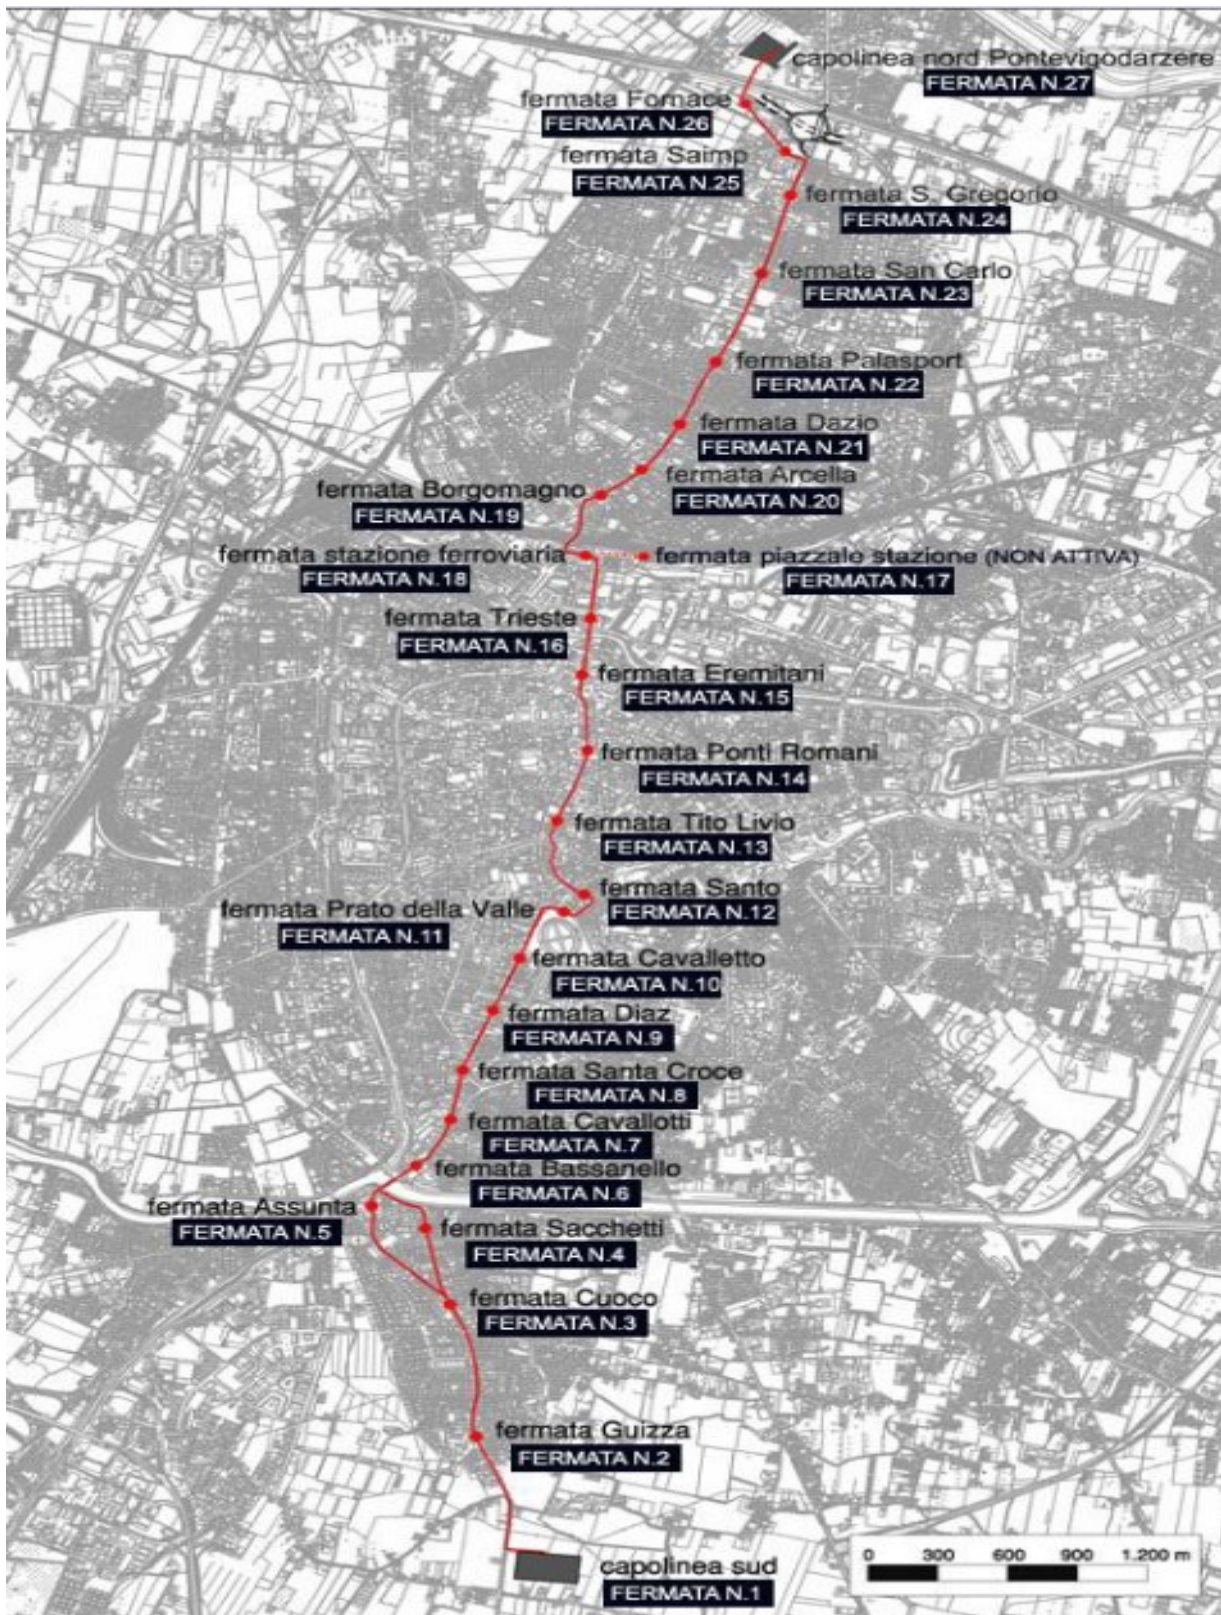 capolinea nord Pontevigodarzere
FERMATA N.27
fermata Fornace
FERMATA N.26
fermata Saimp
FERMATA N.25
fermata S. Gregorio
FERMATA N.24
fermata San Carlo
FERMATA N.23
fermata Palasport
FERMATA N.22
fermata Dazio
FERMATA N.21
fermata Arcella
FERMATA N.20
fermata Borgomagno
FERMATA N.19
fermata stazione ferroviaria
FERMATA N.18
fermata piazzale stazione (NON ATTIVA)
FERMATA N.17
fermata Trieste
FERMATA N.16
fermata Eremitani
FERMATA N.15
fermata Ponti Romani
FERMATA N.14
fermata Tito Livio
FERMATA N.13
fermata Santo
FERMATA N.12
fermata Prato della Valle
FERMATA N.11
fermata Cavalletto
FERMATA N.10
fermata Diaz
FERMATA N.9
fermata Santa Croce
FERMATA N.8
fermata Cavallotti
FERMATA N.7
fermata Bassanello
FERMATA N.6
fermata Assunta
FERMATA N.5
fermata Sacchetti
FERMATA N.4
fermata Cuoco
FERMATA N.3
fermata Guizza
FERMATA N.2
capolinea sud
FERMATA N.1
0 300 600 900 1.200 m